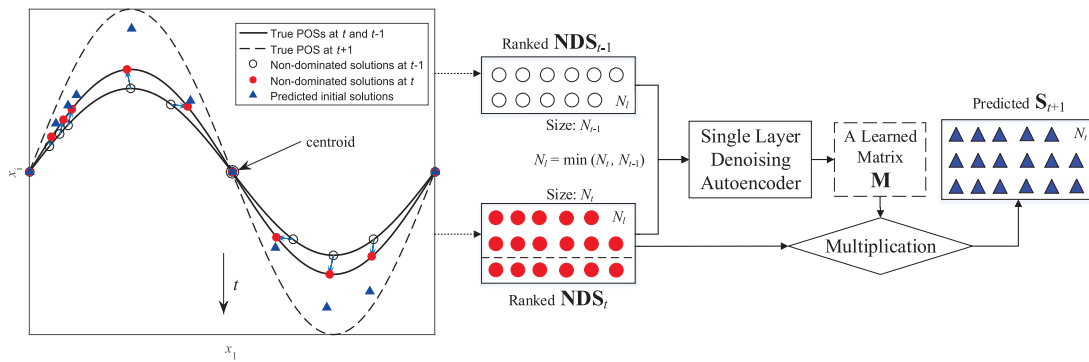 True POSs at t and t-1
True POS at t+1
Non-dominated solutions at t-1
Non-dominated solutions at t
Predicted initial solutions
centroid
t
x_i
x_1
Ranked NDS_{t-1}
N_l
Size: N_{t-1}
N_l = min (N_t , N_{t-1})
Size: N_t
N_l
Ranked NDS_t
Single Layer
Denoising
Autoencoder
A Learned
Matrix
M
Multiplication
Predicted S_{t+1}
N_t